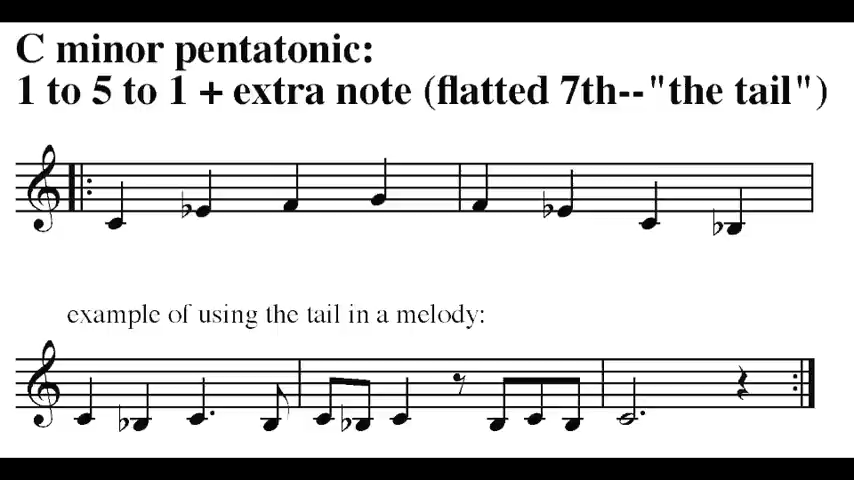 C minor pentatonic:
1 to 5 to 1 + extra note (flatted 7th--"the tail")
example of using the tail in a melody: